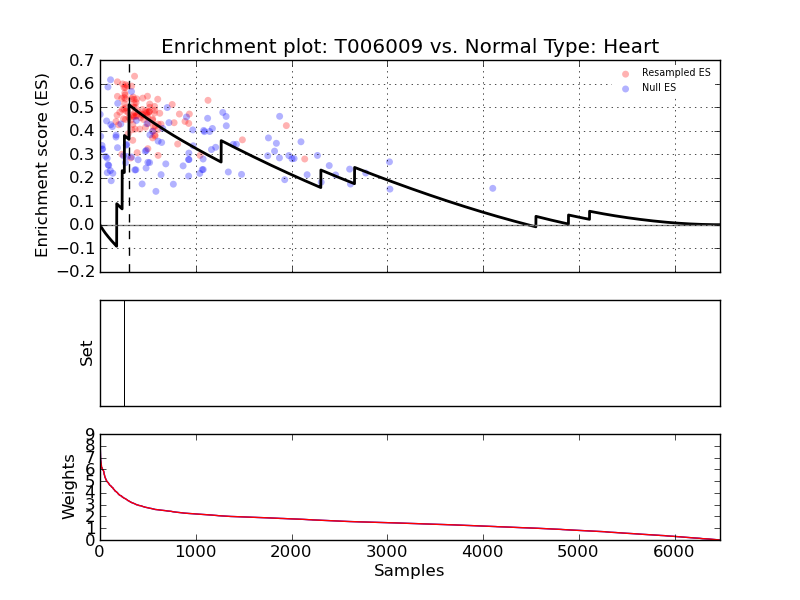 Enrichment plot: T006009 vs. Normal Type: Heart
Enrichment score (ES)
0.7
0.6
0.5
0.4
0.3
0.2
0.1
0.0
−0.1
−0.2
Resampled ES
Null ES
Set
Weights
9
8
7
6
5
4
3
2
1
0
0 1000 2000 3000 4000 5000 6000
Samples